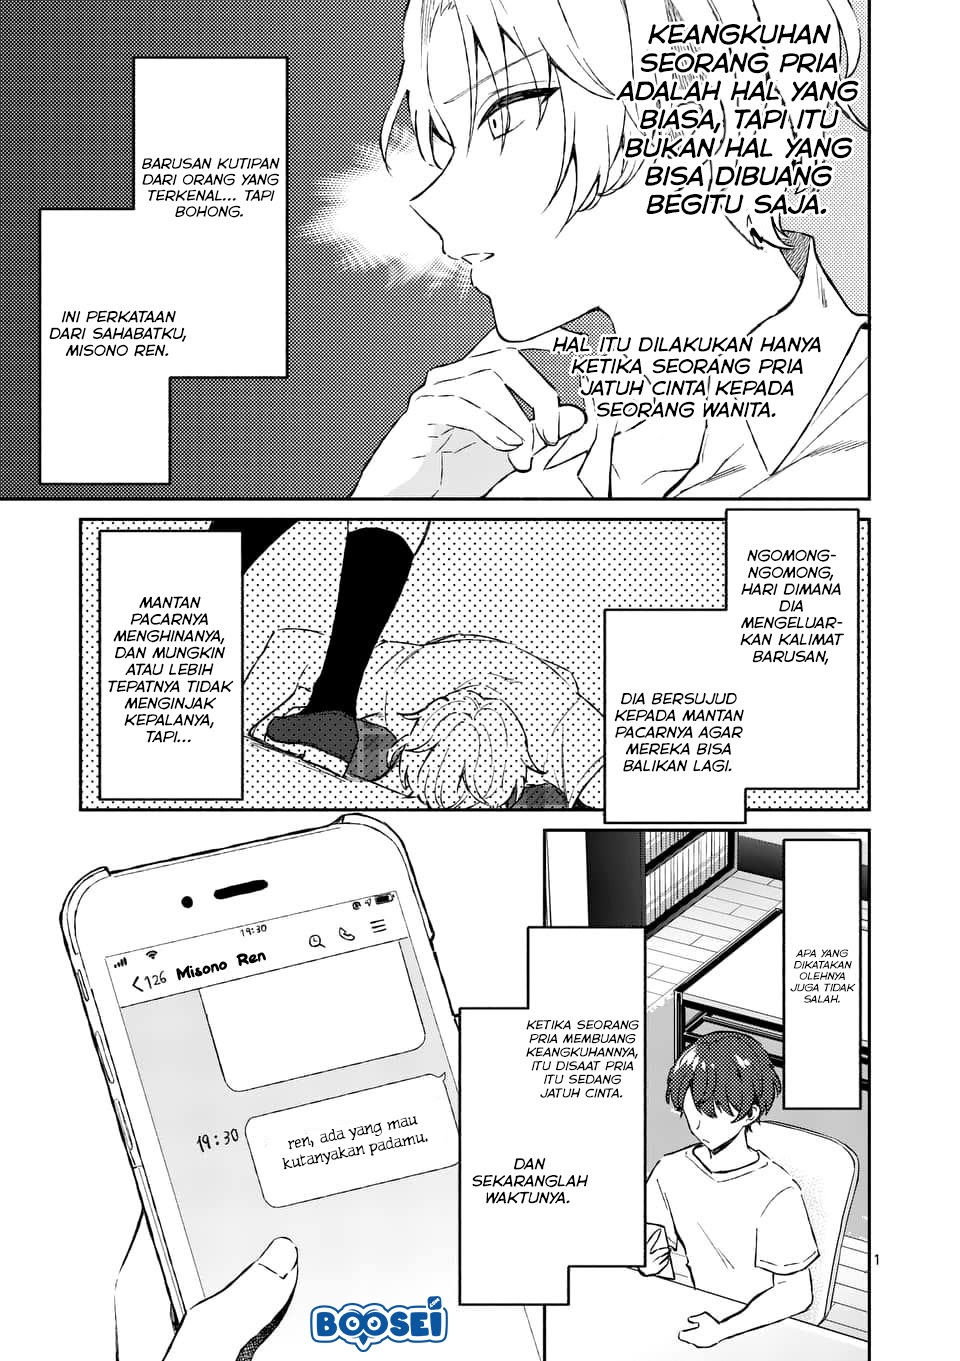 KEANGKUHAN
SEORANG PRIA
ADALAH HAL YANG
BIASA, TAPI ITU
BUKAN HAL YANG
BISA DIBUANG
BEGITU SAJA.
HAL ITU DILAKUKAN HANYA
KETIKA SEORANG PRIA
JATUH CINTA KEPADA
SEORANG WANITA.
BARUSAN KUTIPAN
DARI ORANG YANG
TERKENAL... TAPI
BOHONG.
INI PERKATAAN
DARI SAHABATKU,
MISONO REN.
NGOMONG-
NGOMONG,
HARI DIMANA
DIA
MENGELUAR-
KAN KALIMAT
BARUSAN,
DIA BERSUJUD
KEPADA MANTAN
PACARNYA AGAR
MEREKA BISA
BALIKAN LAGI.
MANTAN
PACARNYA
MENGHINANYA,
DAN MUNGKIN
ATAU LEBIH
TEPATNYA TIDAK
MENGINJAK
KEPALANYA,
TAPI...
APA YANG
DIKATAKAN
OLEHNYA
JUGA TIDAK
SALAH.
KETIKA SEORANG
PRIA MEMBUANG
KEANGKUHANNYA,
ITU DISAAT PRIA
ITU SEDANG
JATUH CINTA.
DAN
SEKARANGLAH
WAKTUNYA.
19:30
<126 Misono Ren
19:30
ren, ada yang mau
kutanyakan padamu.
1
BOOSEI